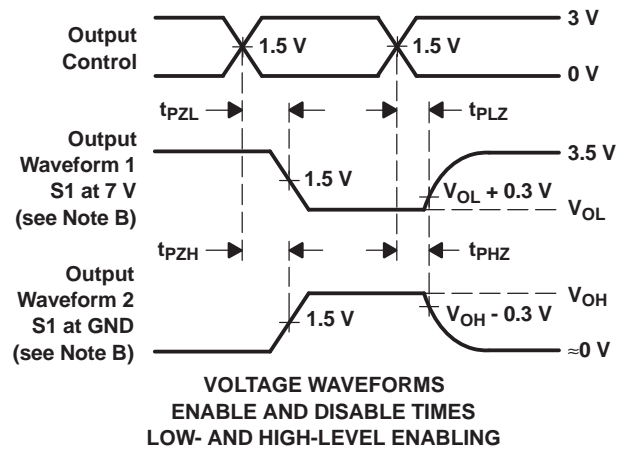 Output
Control
1.5 V
1.5 V
3 V
0 V
tPZL
tPLZ
Output
Waveform 1
S1 at 7 V
(see Note B)
1.5 V
VOL + 0.3 V
3.5 V
VOL
tPZH
tPHZ
Output
Waveform 2
S1 at GND
(see Note B)
1.5 V
VOH - 0.3 V
VOH
≈0 V
VOLTAGE WAVEFORMS
ENABLE AND DISABLE TIMES
LOW- AND HIGH-LEVEL ENABLING